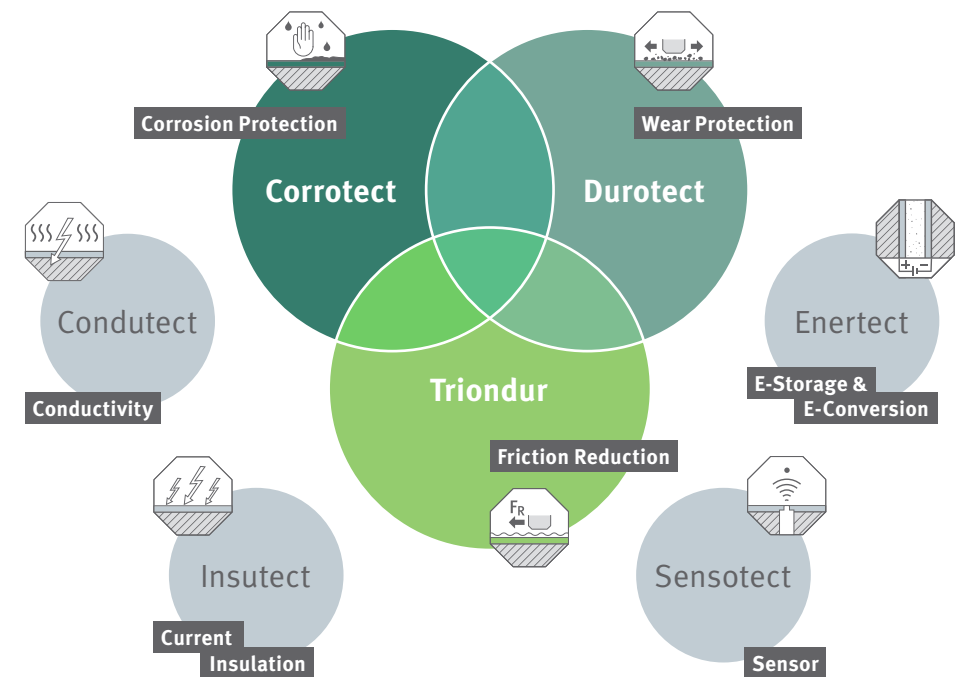 Corrosion Protection
Wear Protection
Corrotect
Durotect
Condutect
Enertect
Triondur
E-Storage &
E-Conversion
Conductivity
Friction Reduction
FR
Insutect
Sensotect
Current
Insulation
Sensor